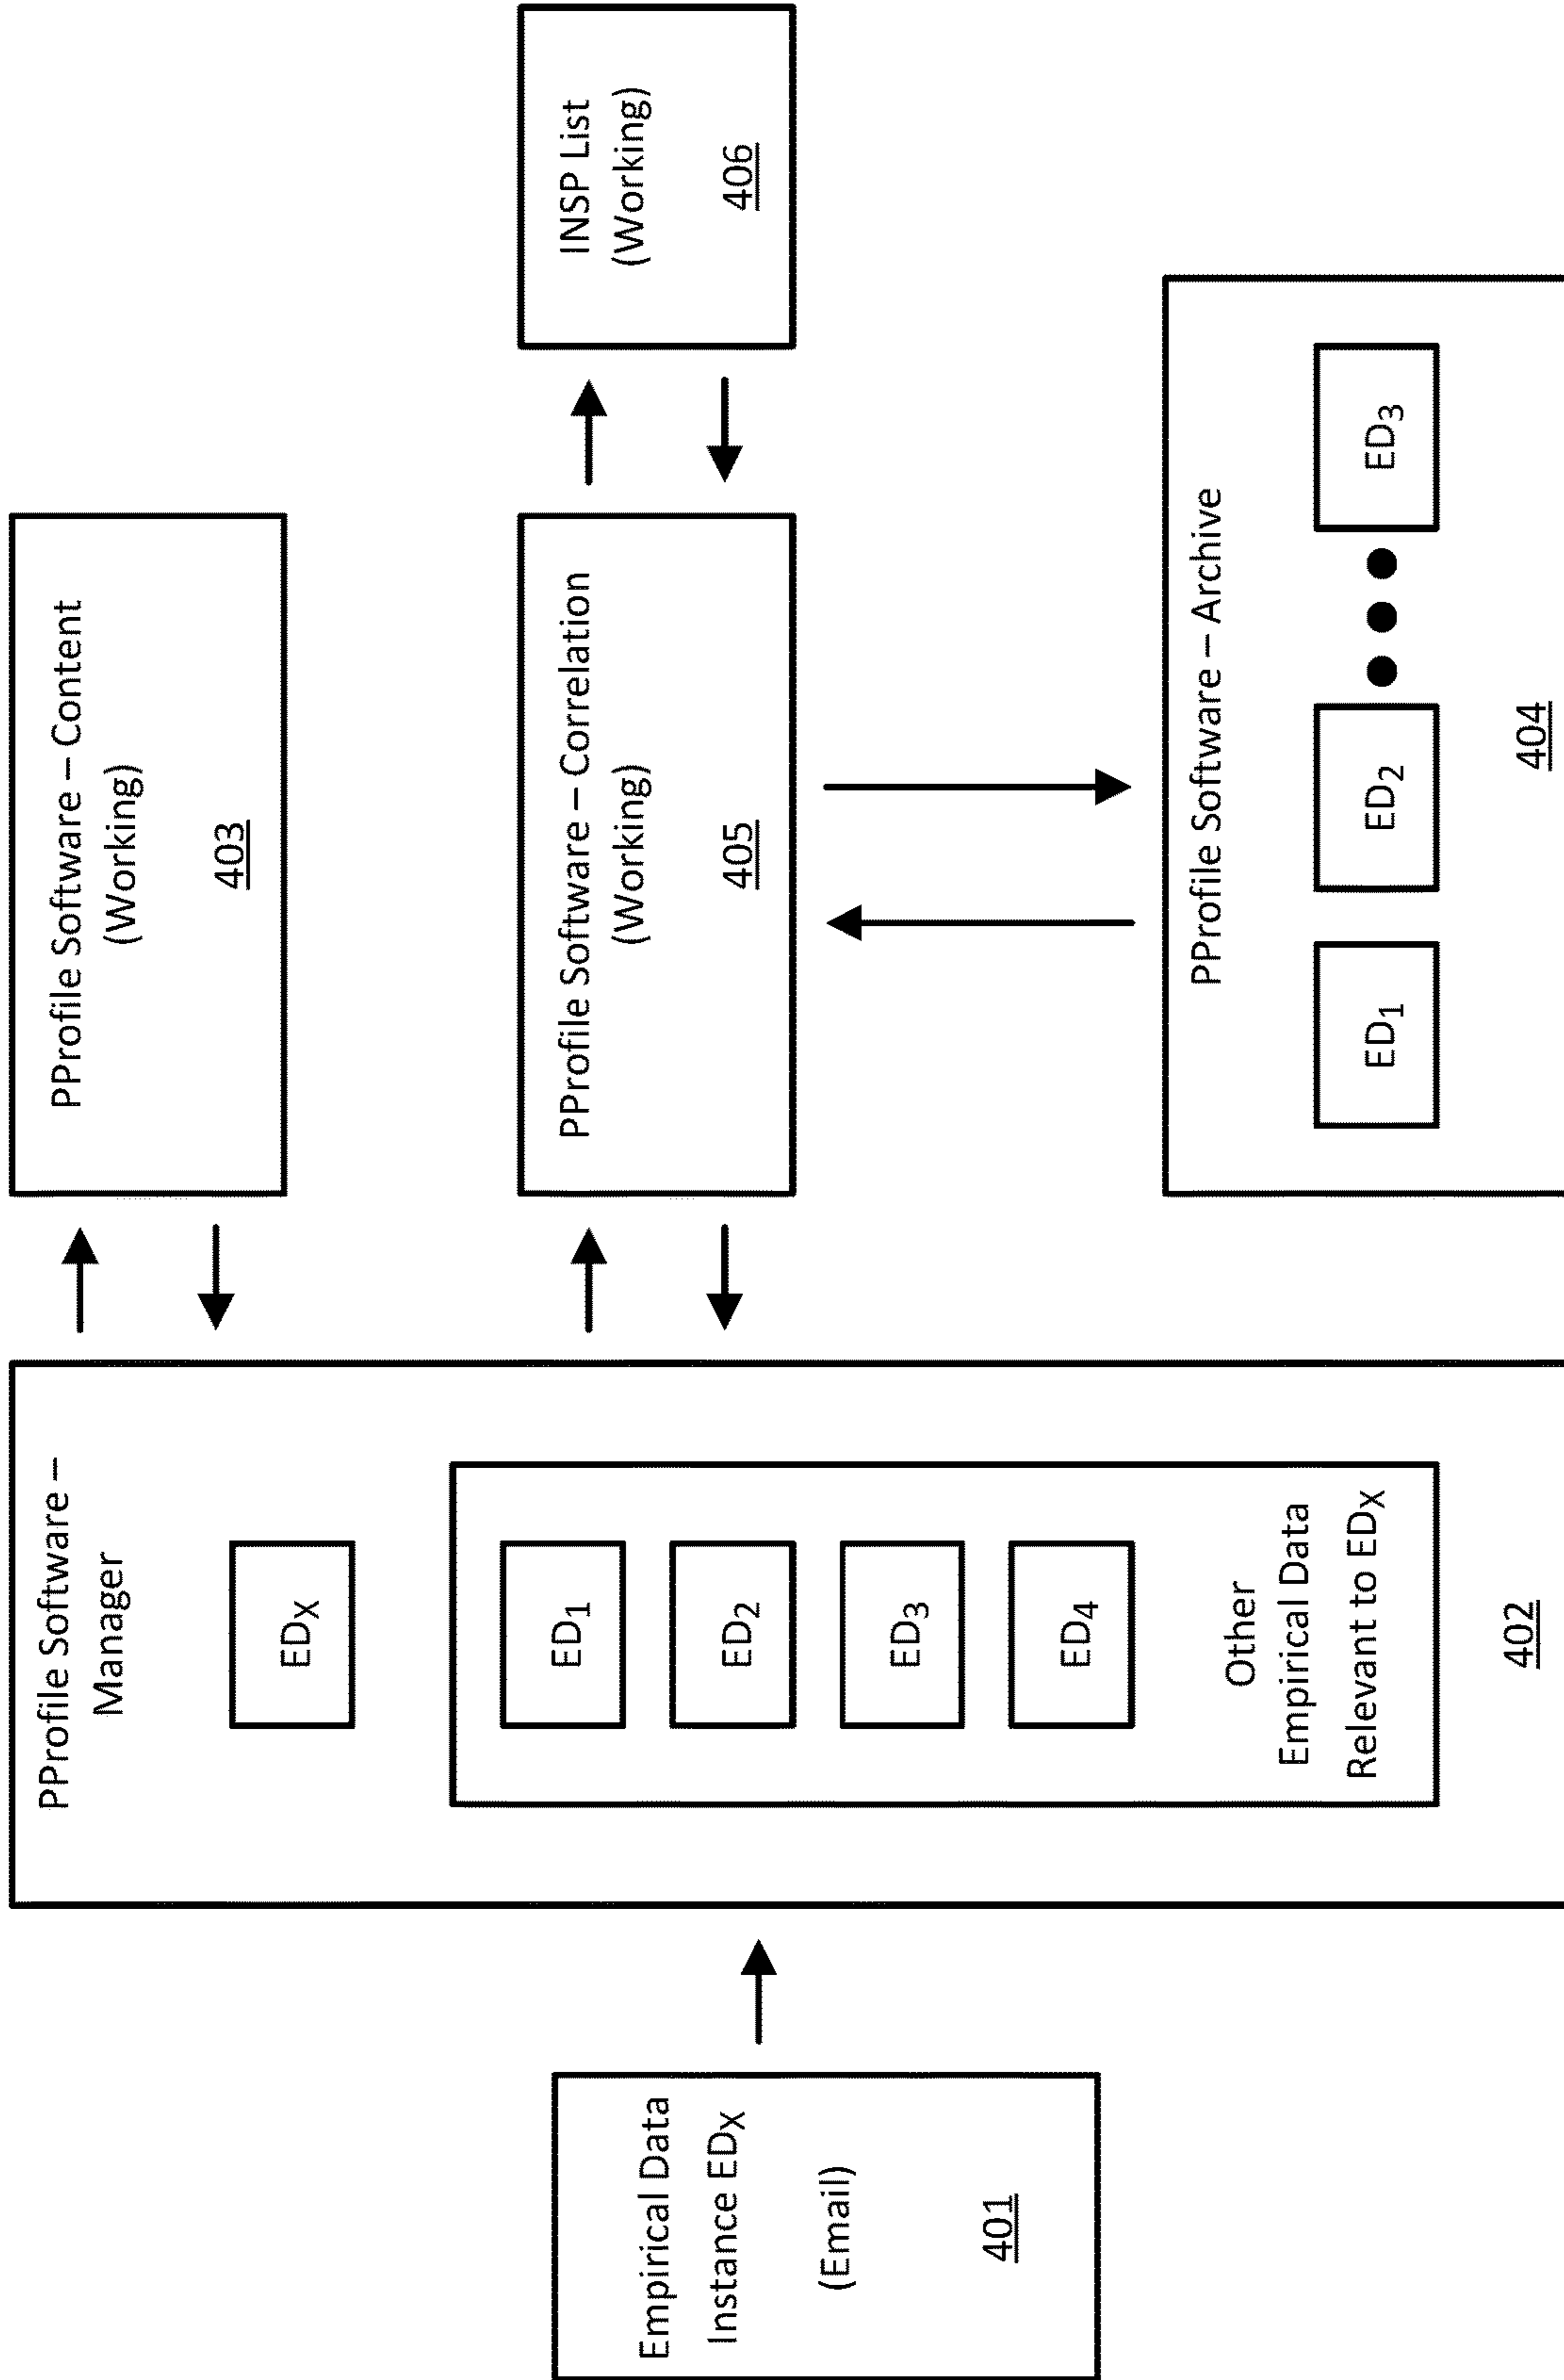 Empirical Data
Instance EDX
(Email)
401
PProfile Software –
Manager
EDX
ED1
ED2
ED3
ED4
Other
Empirical Data
Relevant to EDX
402
PProfile Software – Content
(Working)
403
PProfile Software – Correlation
(Working)
405
INSP List
(Working)
406
PProfile Software – Archive
ED1
ED2
ED3
404